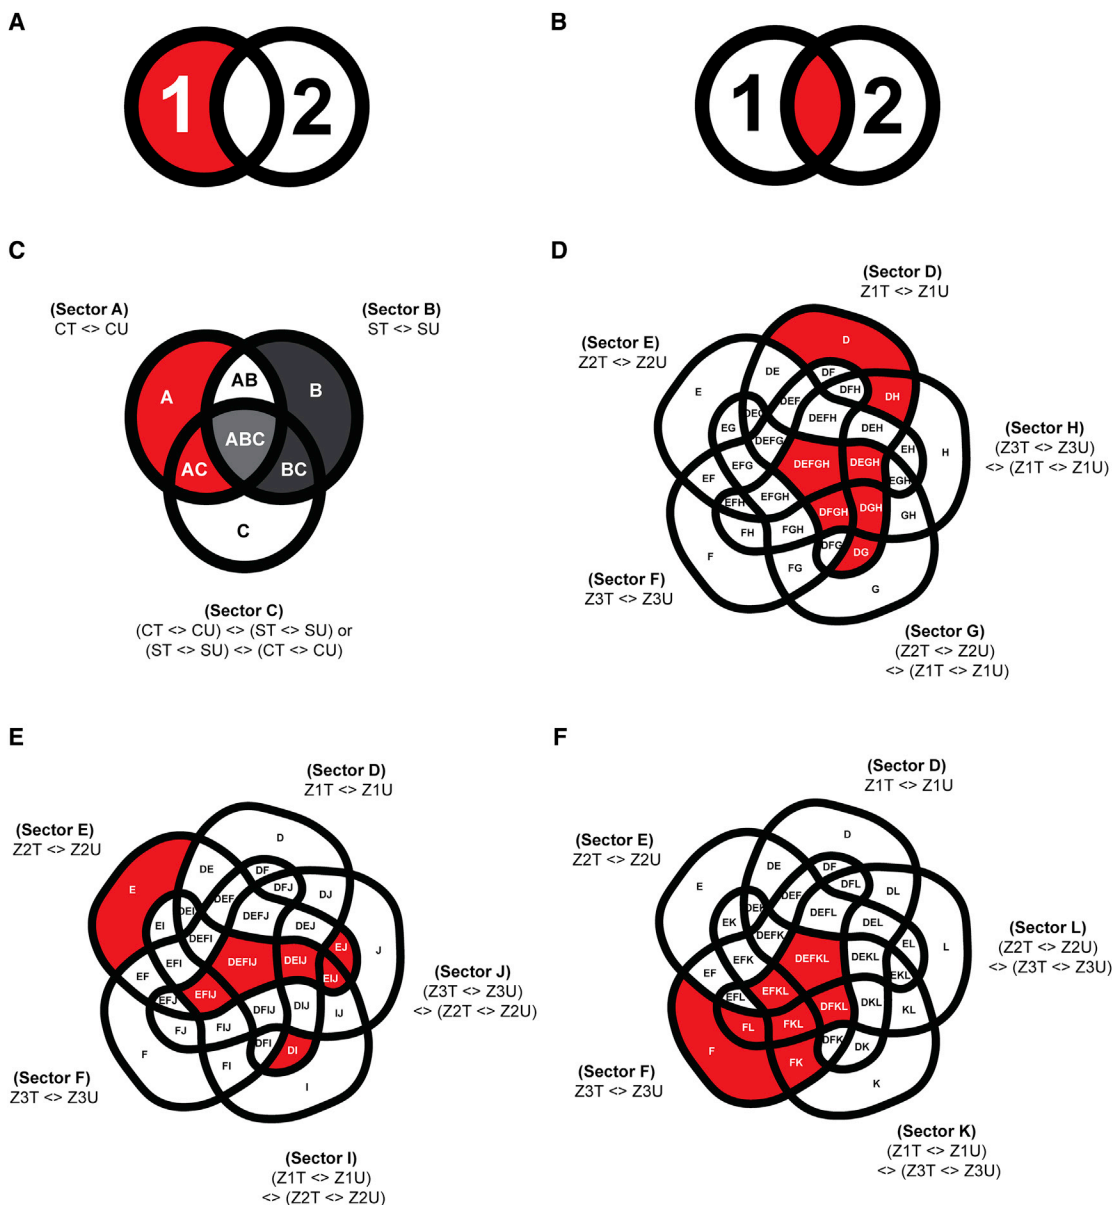 A
B
1 2
1 2
C
(Sector A)
CT <> CU
(Sector B)
ST <> SU
A
AB
B
ABC
AC
BC
C
(Sector C)
(CT <> CU) <> (ST <> SU) or
(ST <> SU) <> (CT <> CU)
D
(Sector D)
Z1T <> Z1U
(Sector E)
Z2T <> Z2U
(Sector H)
(Z3T <> Z3U)
<> (Z1T <> Z1U)
(Sector F)
Z3T <> Z3U
(Sector G)
(Z2T <> Z2U)
<> (Z1T <> Z1U)
D
DE
DF
DFH
DH
E
DEF
DEG
DEFH
DEH
EG
DEFG
EH
H
EFG
DEFGH
DEGH
EF
EGH
EFH
EFGH
DFGH
DGH
GH
FH
FGH
DFG
DG
F
FG
G
E
(Sector D)
Z1T <> Z1U
(Sector E)
Z2T <> Z2U
(Sector J)
(Z3T <> Z3U)
<> (Z2T <> Z2U)
(Sector F)
Z3T <> Z3U
(Sector I)
(Z1T <> Z1U)
<> (Z2T <> Z2U)
D
DE
DF
DFJ
DJ
E
DEF
DEI
DEFJ
DEJ
EI
DEFI
EJ
J
EFI
DEFIJ
DEIJ
EF
EIJ
EFJ
EFIJ
DFIJ
DIJ
IJ
FJ
FIJ
DFI
DI
F
FI
I
F
(Sector D)
Z1T <> Z1U
(Sector E)
Z2T <> Z2U
(Sector L)
(Z2T <> Z2U)
<> (Z3T <> Z3U)
(Sector F)
Z3T <> Z3U
(Sector K)
(Z1T <> Z1U)
<> (Z3T <> Z3U)
D
DE
DF
DFL
DL
E
DEF
DEK
DEFL
DEL
EK
DEFK
EL
L
EFK
DEFKL
DEKL
EF
EKL
EFL
EFKL
DFKL
DKL
KL
FL
FKL
DFK
DK
F
FK
K